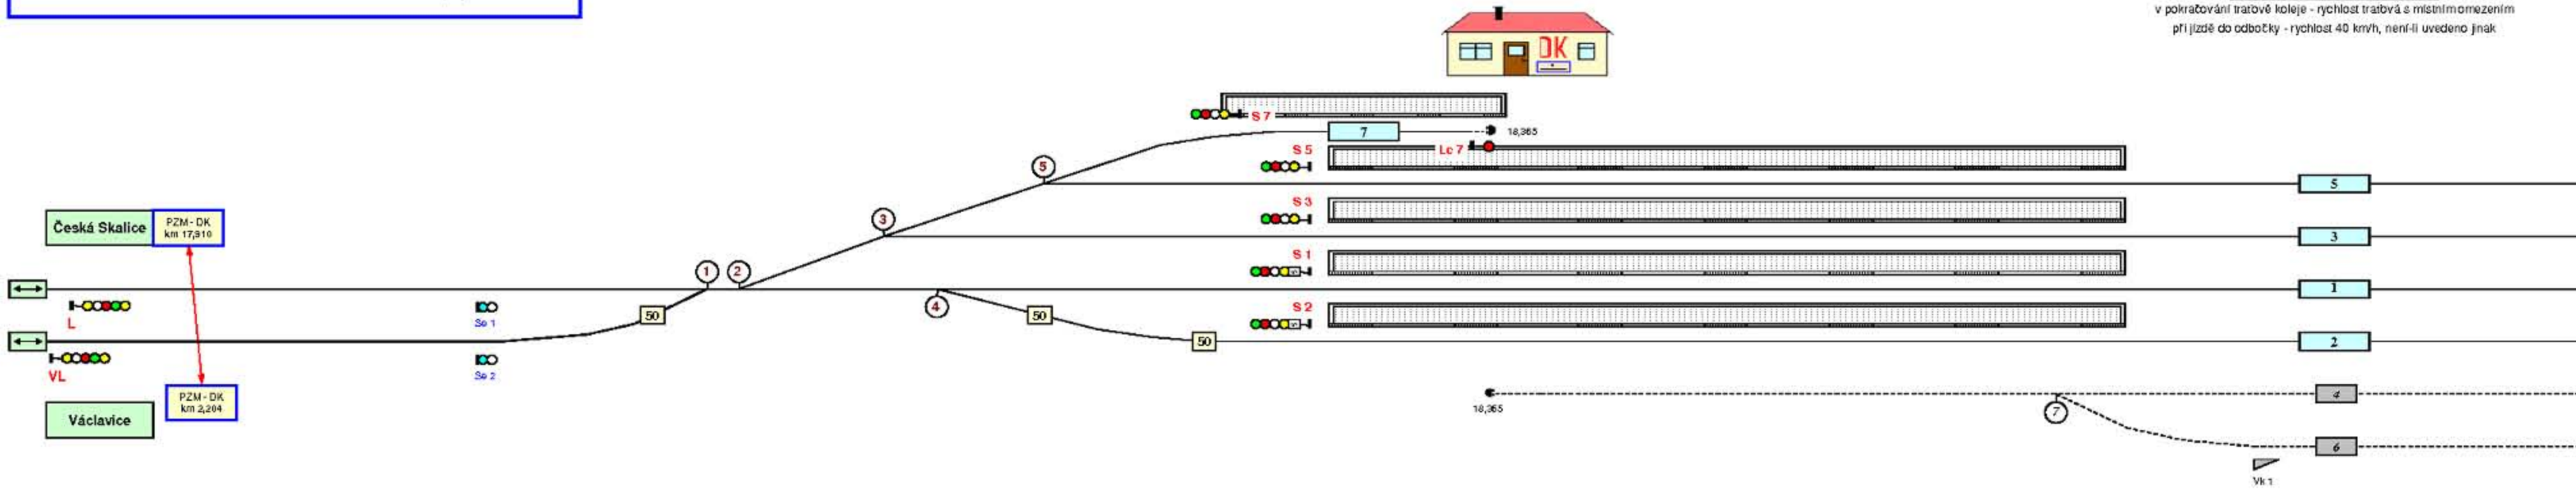 v pokračování traťové koleje - rychlost traťová s místním omezením
při jízdě do odbočky - rychlost 40 km/h, není-li uvedeno jinak
DK
S 7
7
18,365
S 5
Lc 7
5
5
S 3
3
3
Česká Skalice
PZM - DK
km 17,910
S 1
1
2
1
L
Se 1
50
4
50
S 2
50
2
VL
Se 2
PZM - DK
km 2,204
Václavice
18,365
4
7
6
Vk 1